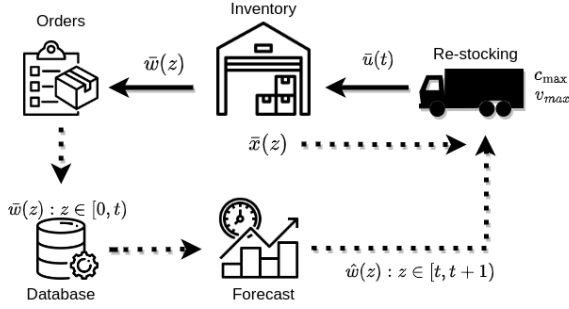 Orders
Inventory
Re-stocking
w̄(z)
ū(t)
c_max
v_max
x̄(z)
w̄(z) : z ∈ [0, t)
ŵ(z) : z ∈ [t, t + 1)
Database
Forecast